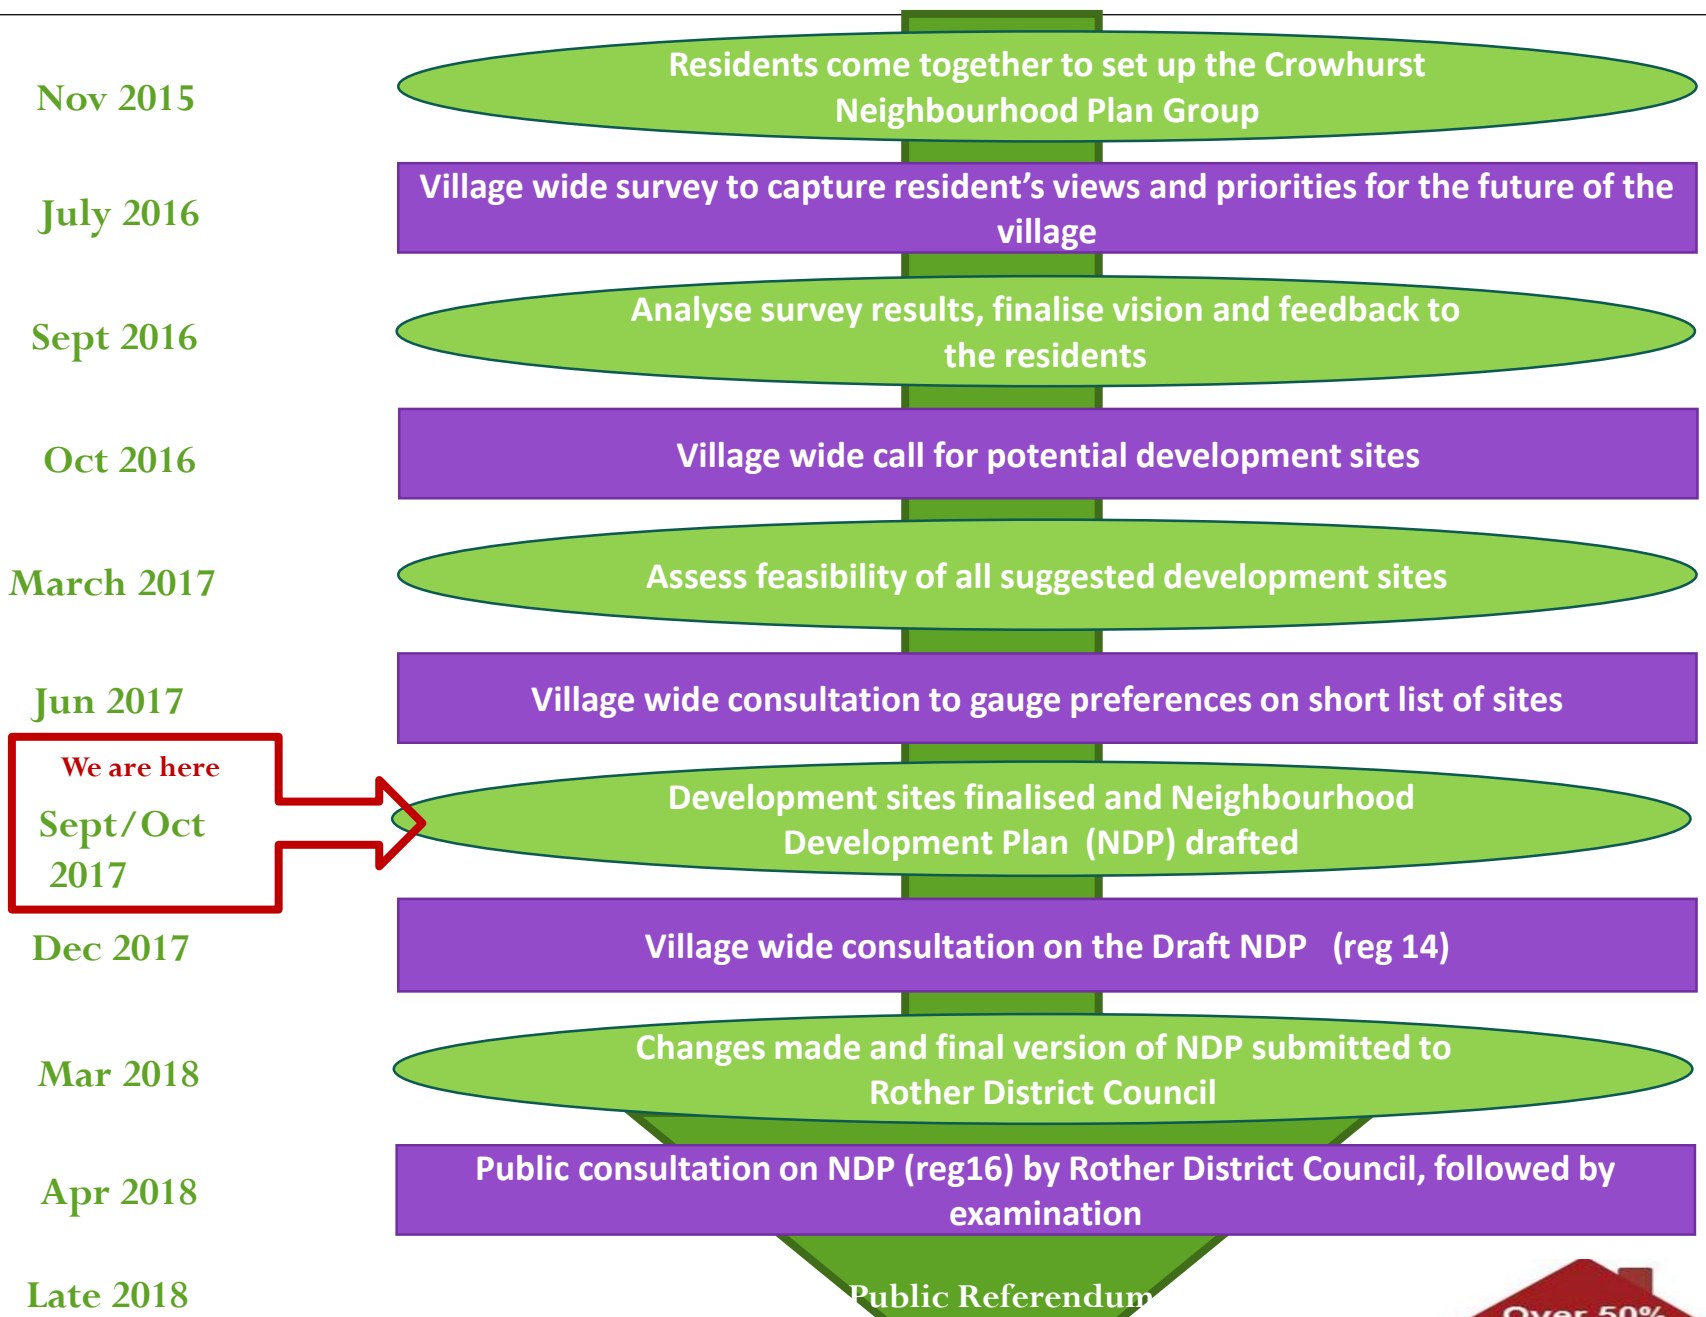 Nov 2015
Residents come together to set up the Crowhurst
Neighbourhood Plan Group
July 2016
Village wide survey to capture resident’s views and priorities for the future of the
village
Sept 2016
Analyse survey results, finalise vision and feedback to
the residents
Oct 2016
Village wide call for potential development sites
March 2017
Assess feasibility of all suggested development sites
Jun 2017
Village wide consultation to gauge preferences on short list of sites
We are here
Sept/Oct
2017
Development sites finalised and Neighbourhood
Development Plan (NDP) drafted
Dec 2017
Village wide consultation on the Draft NDP (reg 14)
Mar 2018
Changes made and final version of NDP submitted to
Rother District Council
Apr 2018
Public consultation on NDP (reg16) by Rother District Council, followed by
examination
Late 2018
Public Referendum
Over 50%